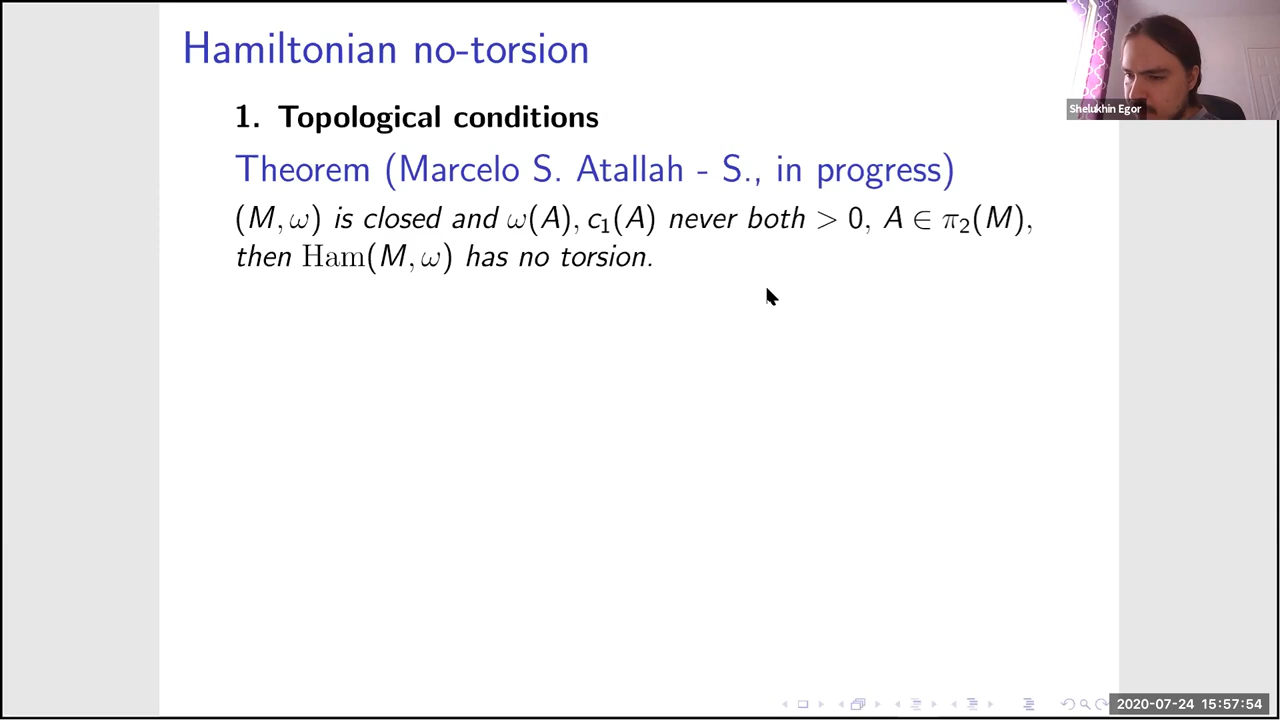 Hamiltonian no-torsion
Shelukhin Egor
1. Topological conditions
Theorem (Marcelo S. Atallah - S., in progress)
(M, ω) is closed and ω(A), c₁(A) never both > 0, A ∈ π₂(M),
then Ham(M, ω) has no torsion.
2020-07-24 15:57:54